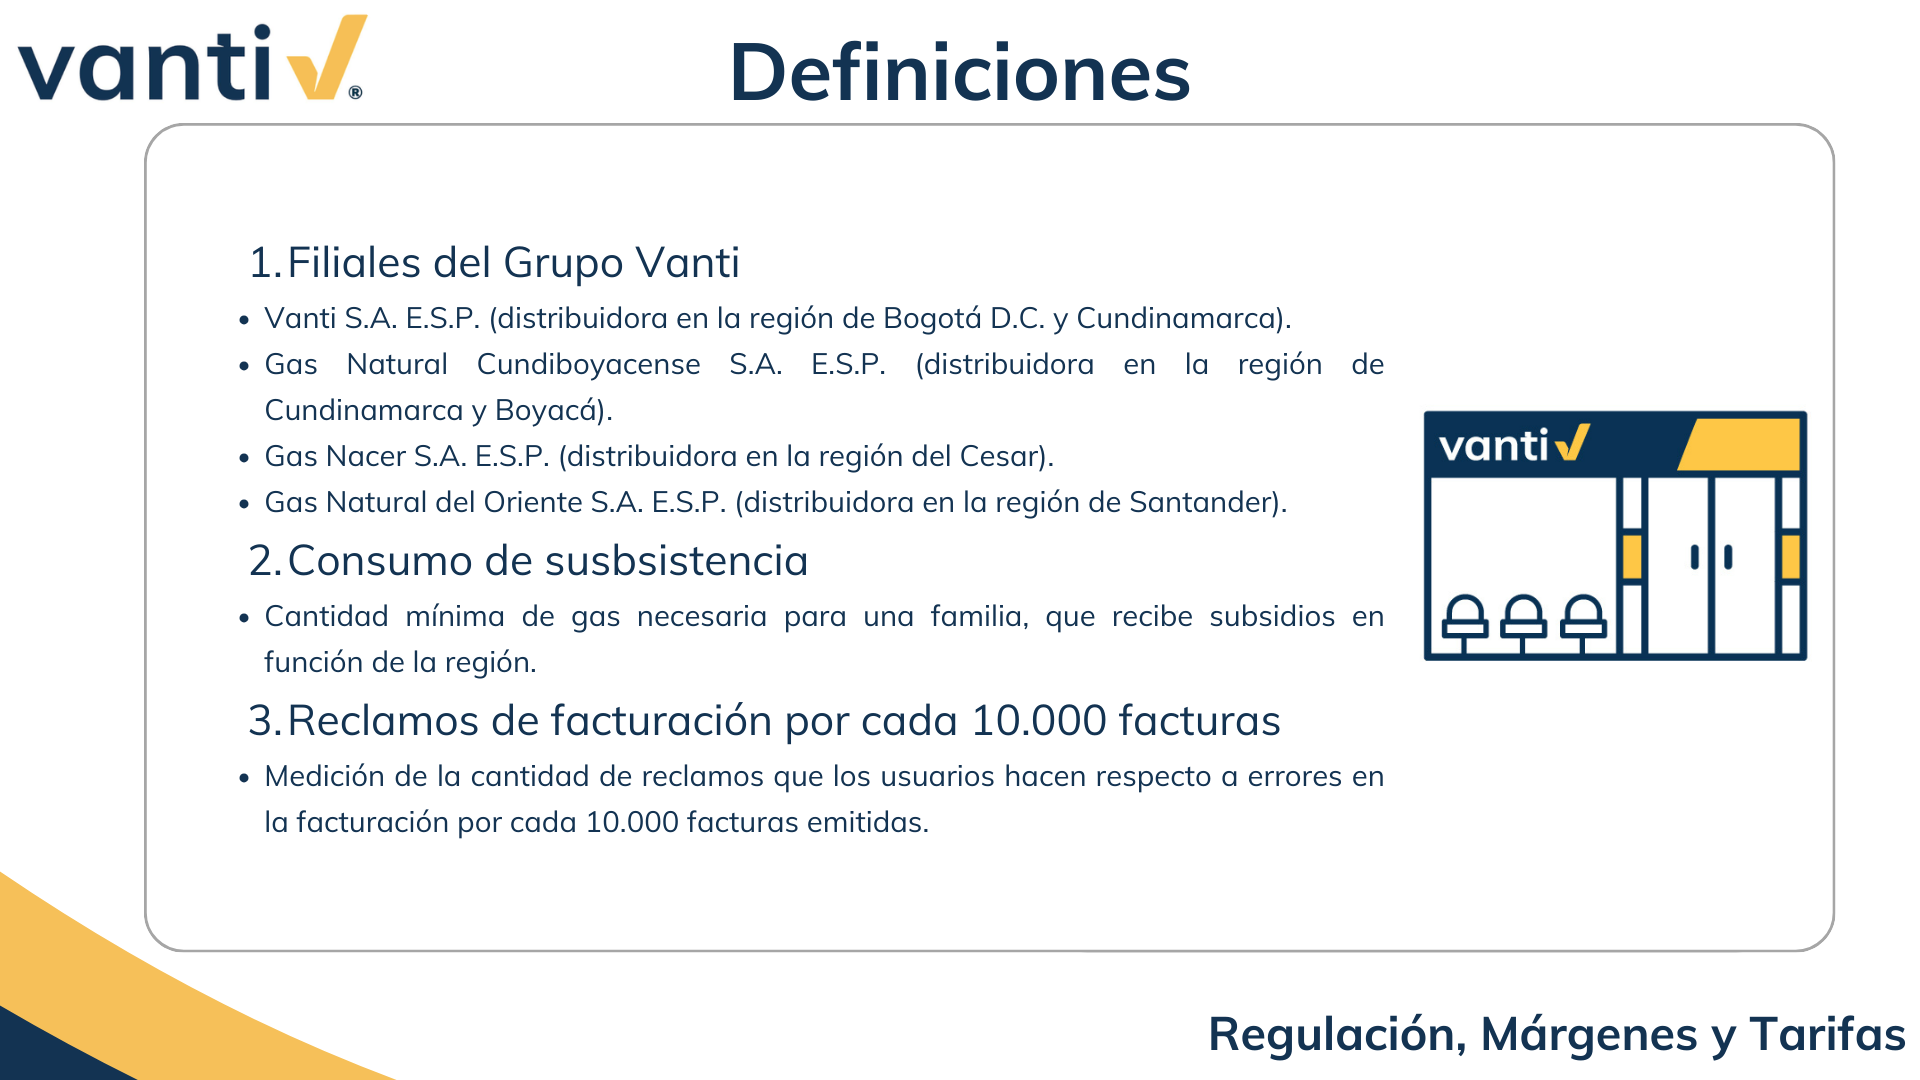 vanti ®
Definiciones
1. Filiales del Grupo Vanti
• Vanti S.A. E.S.P. (distribuidora en la región de Bogotá D.C. y Cundinamarca).
• Gas Natural Cundiboyacense S.A. E.S.P. (distribuidora en la región de
Cundinamarca y Boyacá).
• Gas Nacer S.A. E.S.P. (distribuidora en la región del Cesar).
• Gas Natural del Oriente S.A. E.S.P. (distribuidora en la región de Santander).
2. Consumo de susbsistencia
• Cantidad mínima de gas necesaria para una familia, que recibe subsidios en
función de la región.
3. Reclamos de facturación por cada 10.000 facturas
• Medición de la cantidad de reclamos que los usuarios hacen respecto a errores en
la facturación por cada 10.000 facturas emitidas.
vanti
Regulación, Márgenes y Tarifas